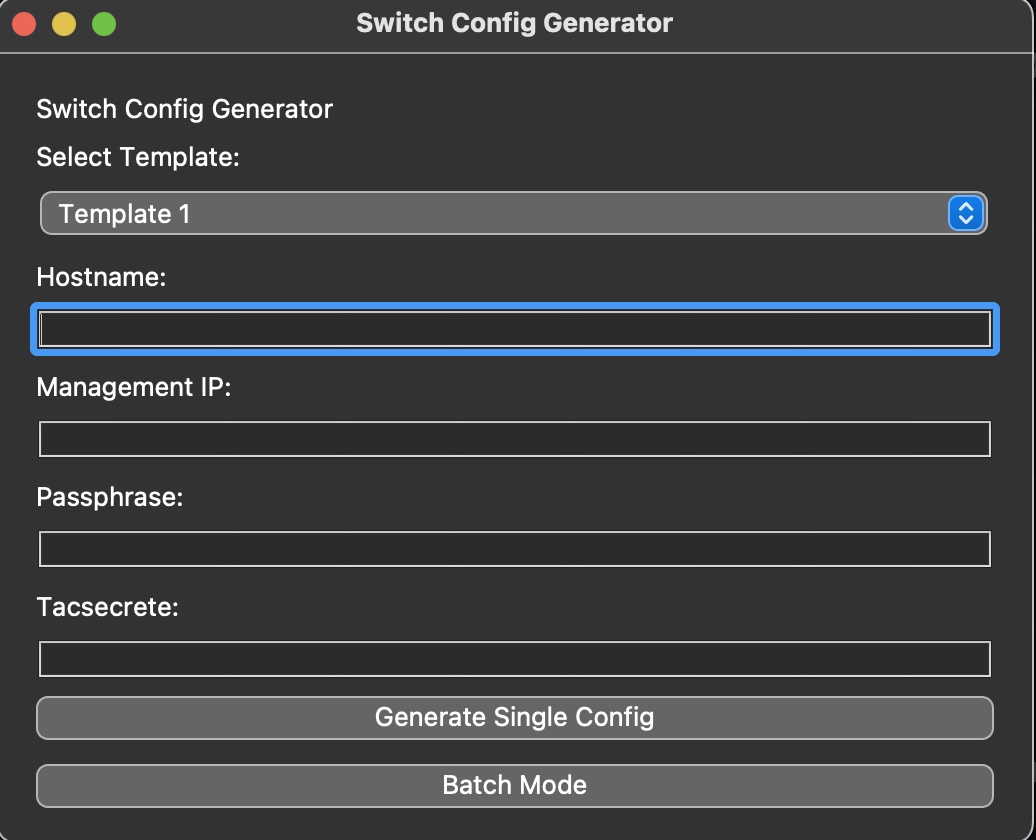 Switch Config Generator
Switch Config Generator
Select Template:
Template 1
Hostname:
Management IP:
Passphrase:
Tacsecrete:
Generate Single Config
Batch Mode